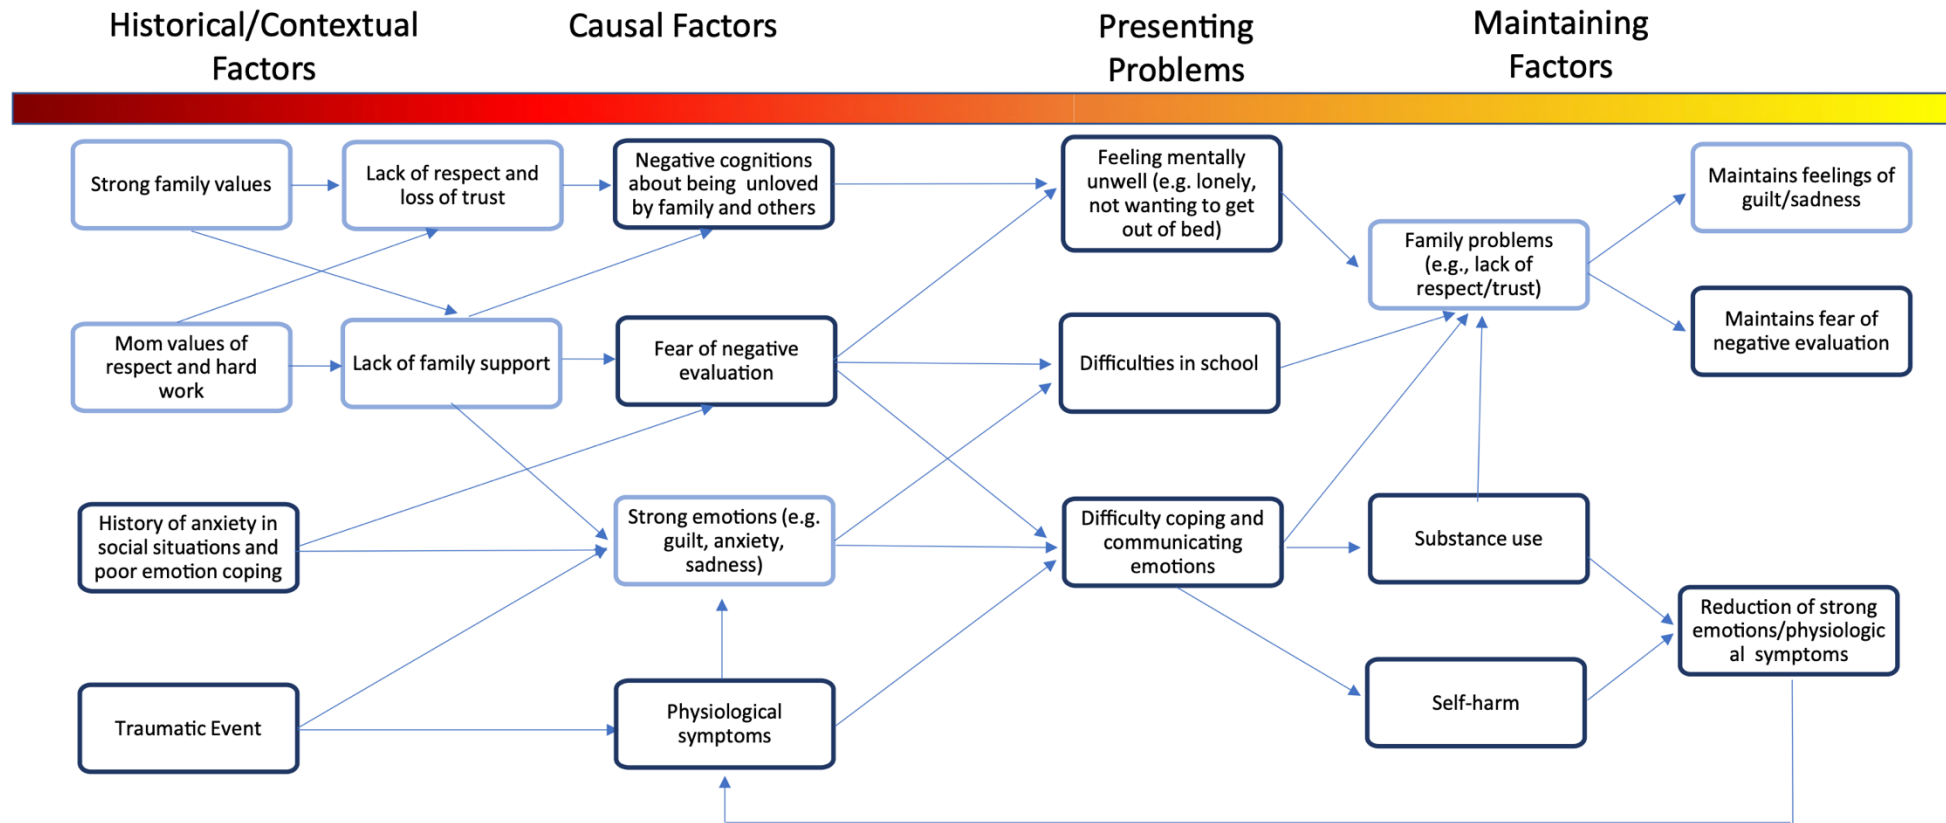 Historical/Contextual
Factors
Causal Factors
Presenting
Problems
Maintaining
Factors
Strong family values
Lack of respect and
loss of trust
Negative cognitions
about being unloved
by family and others
Feeling mentally
unwell (e.g. lonely,
not wanting to get
out of bed)
Maintains feelings of
guilt/sadness
Family problems
(e.g., lack of
respect/trust)
Mom values of
respect and hard
work
Lack of family support
Fear of negative
evaluation
Difficulties in school
Maintains fear of
negative evaluation
History of anxiety in
social situations and
poor emotion coping
Strong emotions (e.g.
guilt, anxiety,
sadness)
Difficulty coping and
communicating
emotions
Substance use
Reduction of strong
emotions/physiologic
al symptoms
Traumatic Event
Physiological
symptoms
Self-harm